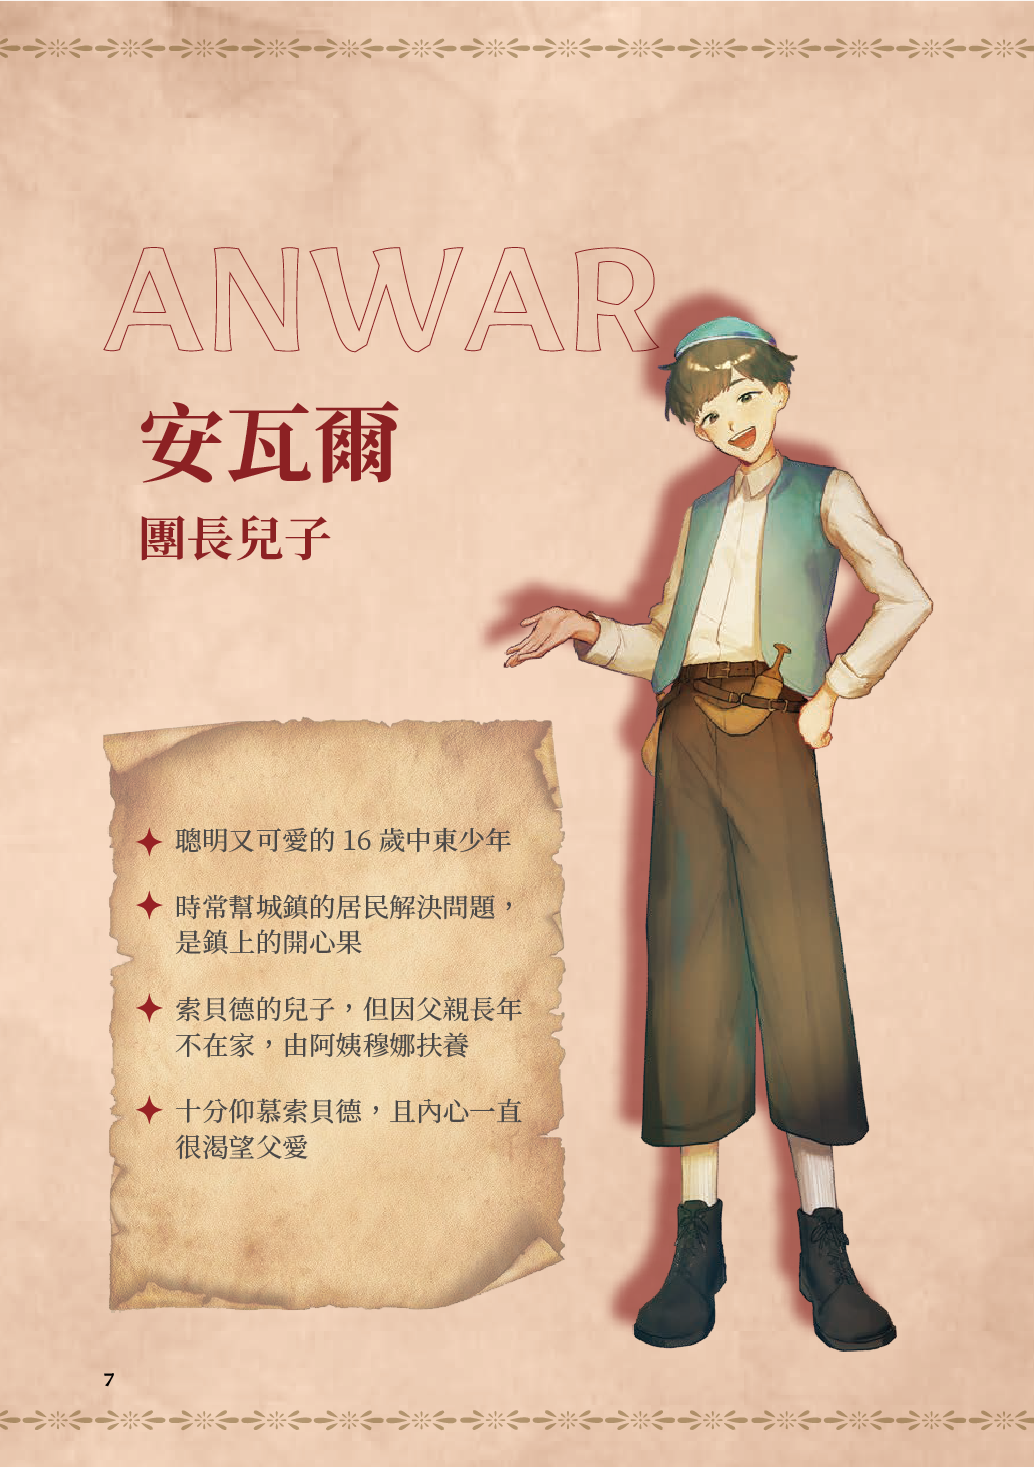 ANWAR
安瓦爾
團長兒子
聰明又可愛的 16 歲中東少年
時常幫城鎮的居民解決問題，
是鎮上的開心果
索貝德的兒子，但因父親長年
不在家，由阿姨穆娜扶養
十分仰慕索貝德，且內心一直
很渴望父愛
7